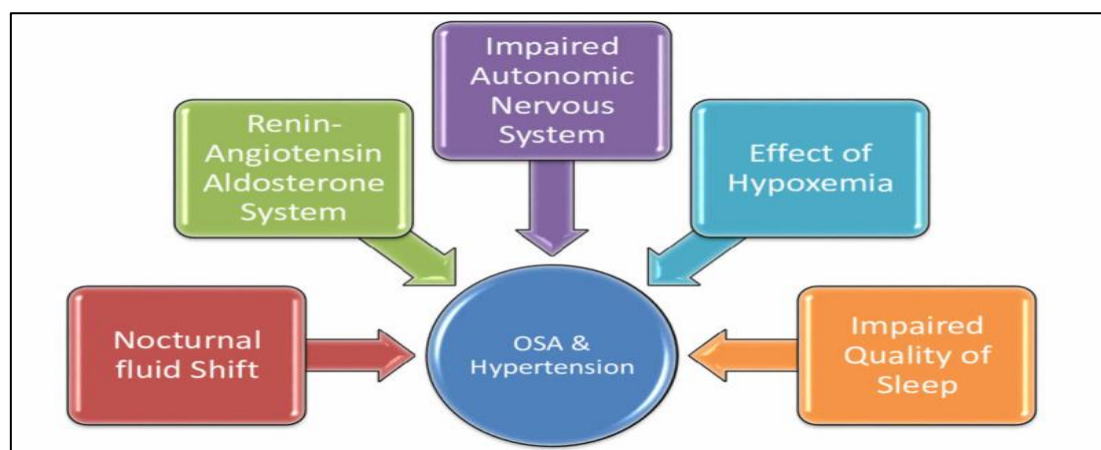 Impaired
Autonomic
Nervous
System
Renin-
Angiotensin
Aldosterone
System
Effect of
Hypoxemia
Nocturnal
fluid Shift
OSA &
Hypertension
Impaired
Quality of
Sleep